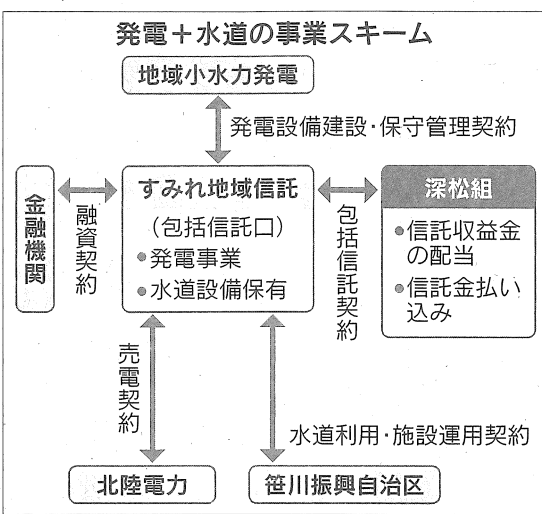 発電＋水道の事業スキーム
地域小水力発電
発電設備建設・保守管理契約
金融機関
融資契約
すみれ地域信託
（包括信託口）
●発電事業
●水道設備保有
包括信託契約
深松組
●信託収益金
の配当
●信託金払い
込み
売電契約
水道利用・施設運用契約
北陸電力
笹川振興自治区